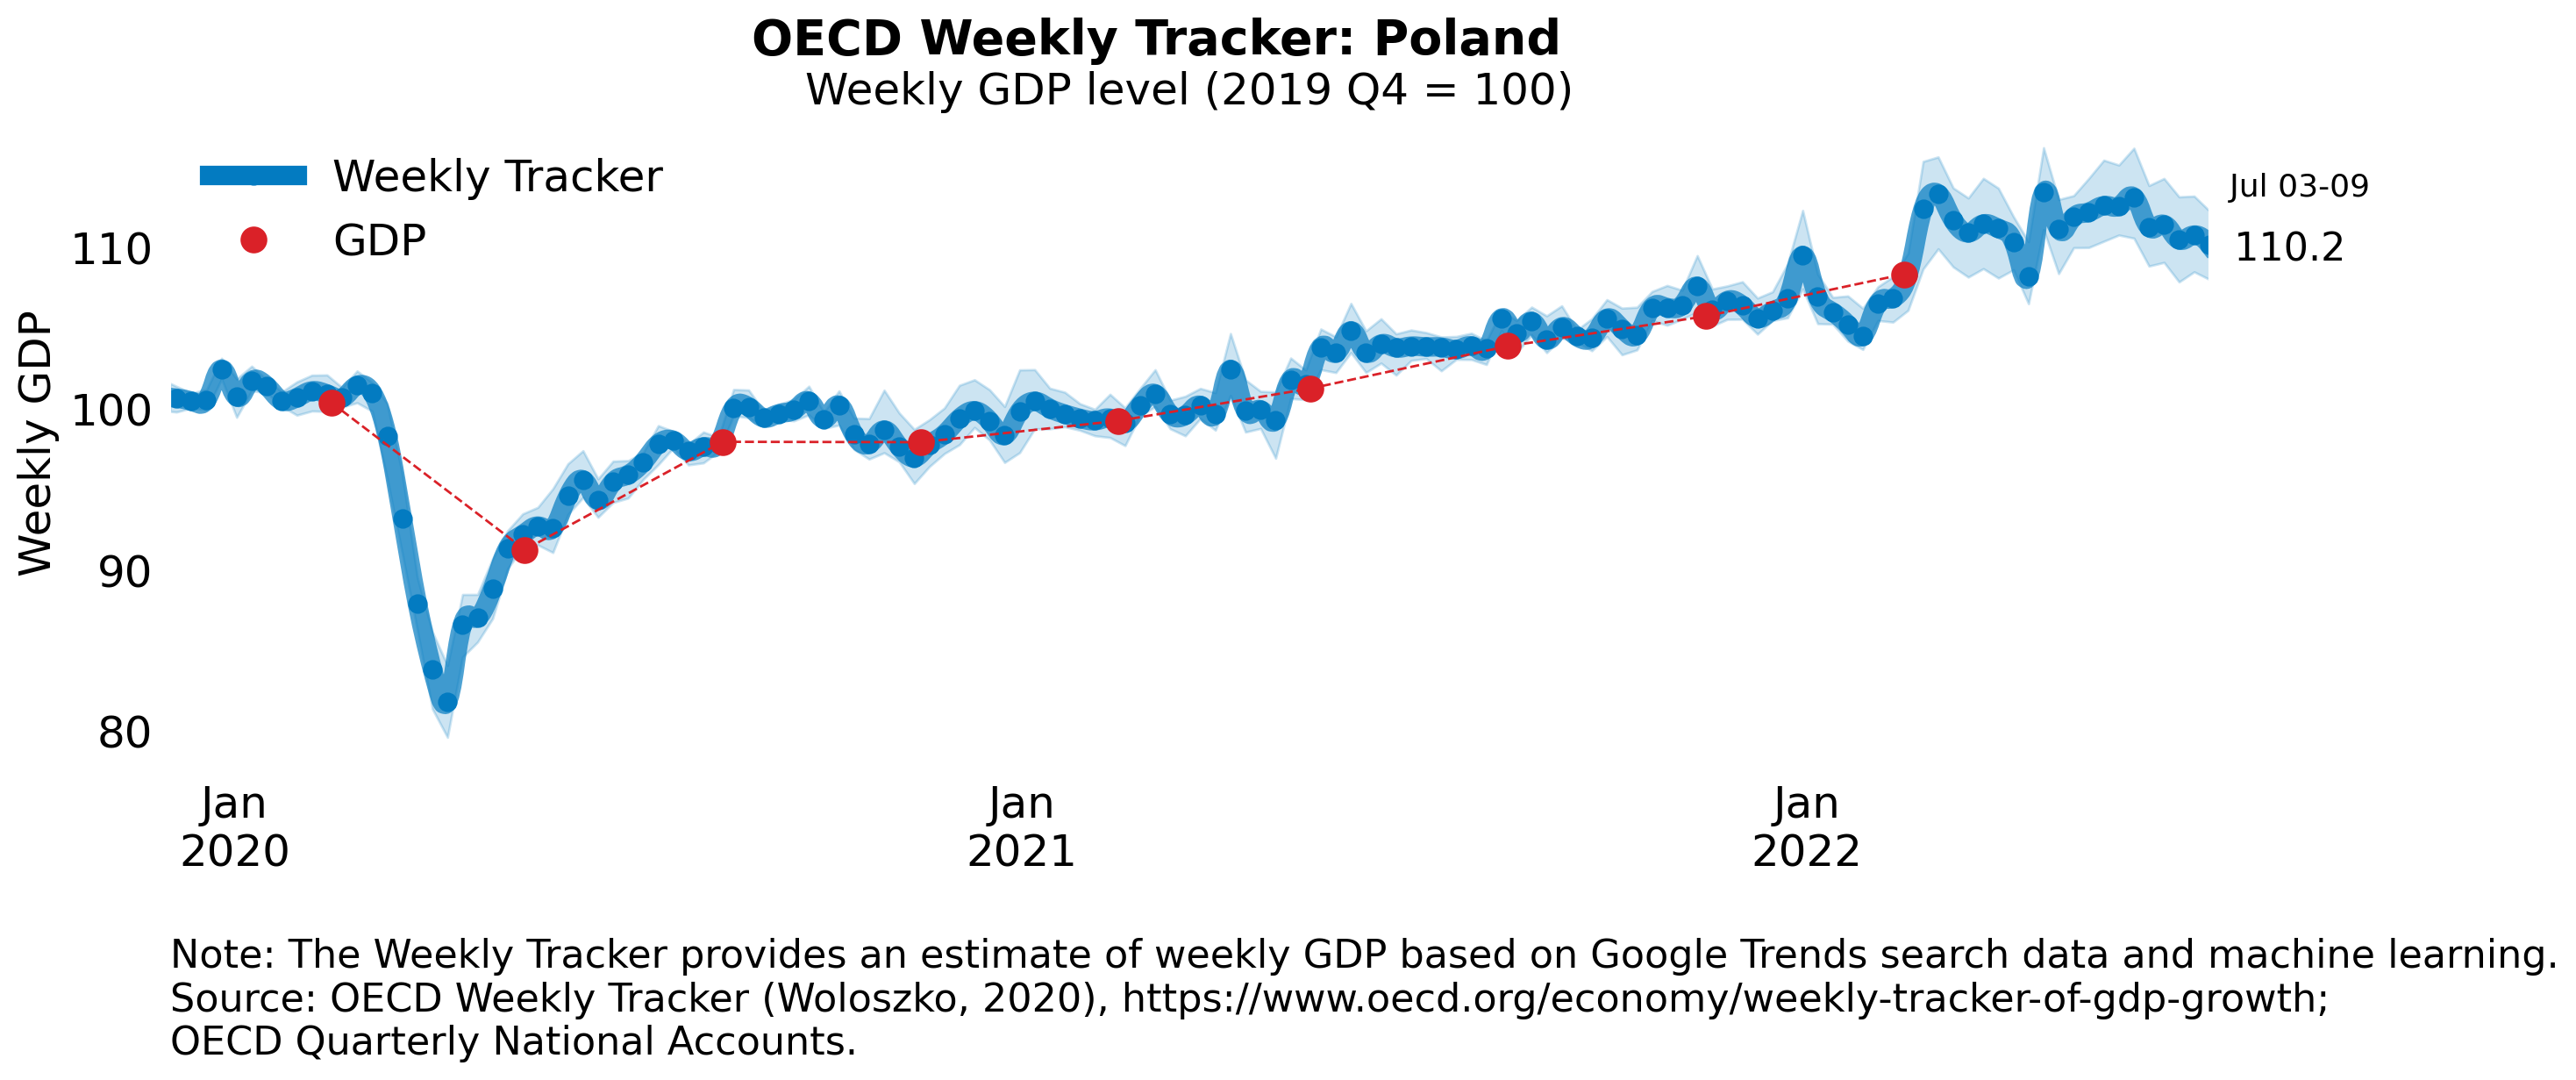 OECD Weekly Tracker: Poland
Weekly GDP level (2019 Q4 = 100)
Weekly Tracker
GDP
Jul 03-09
110.2
Weekly GDP
110
100
90
80
Jan
2020
Jan
2021
Jan
2022
Note: The Weekly Tracker provides an estimate of weekly GDP based on Google Trends search data and machine learning.
Source: OECD Weekly Tracker (Woloszko, 2020), https://www.oecd.org/economy/weekly-tracker-of-gdp-growth;
OECD Quarterly National Accounts.